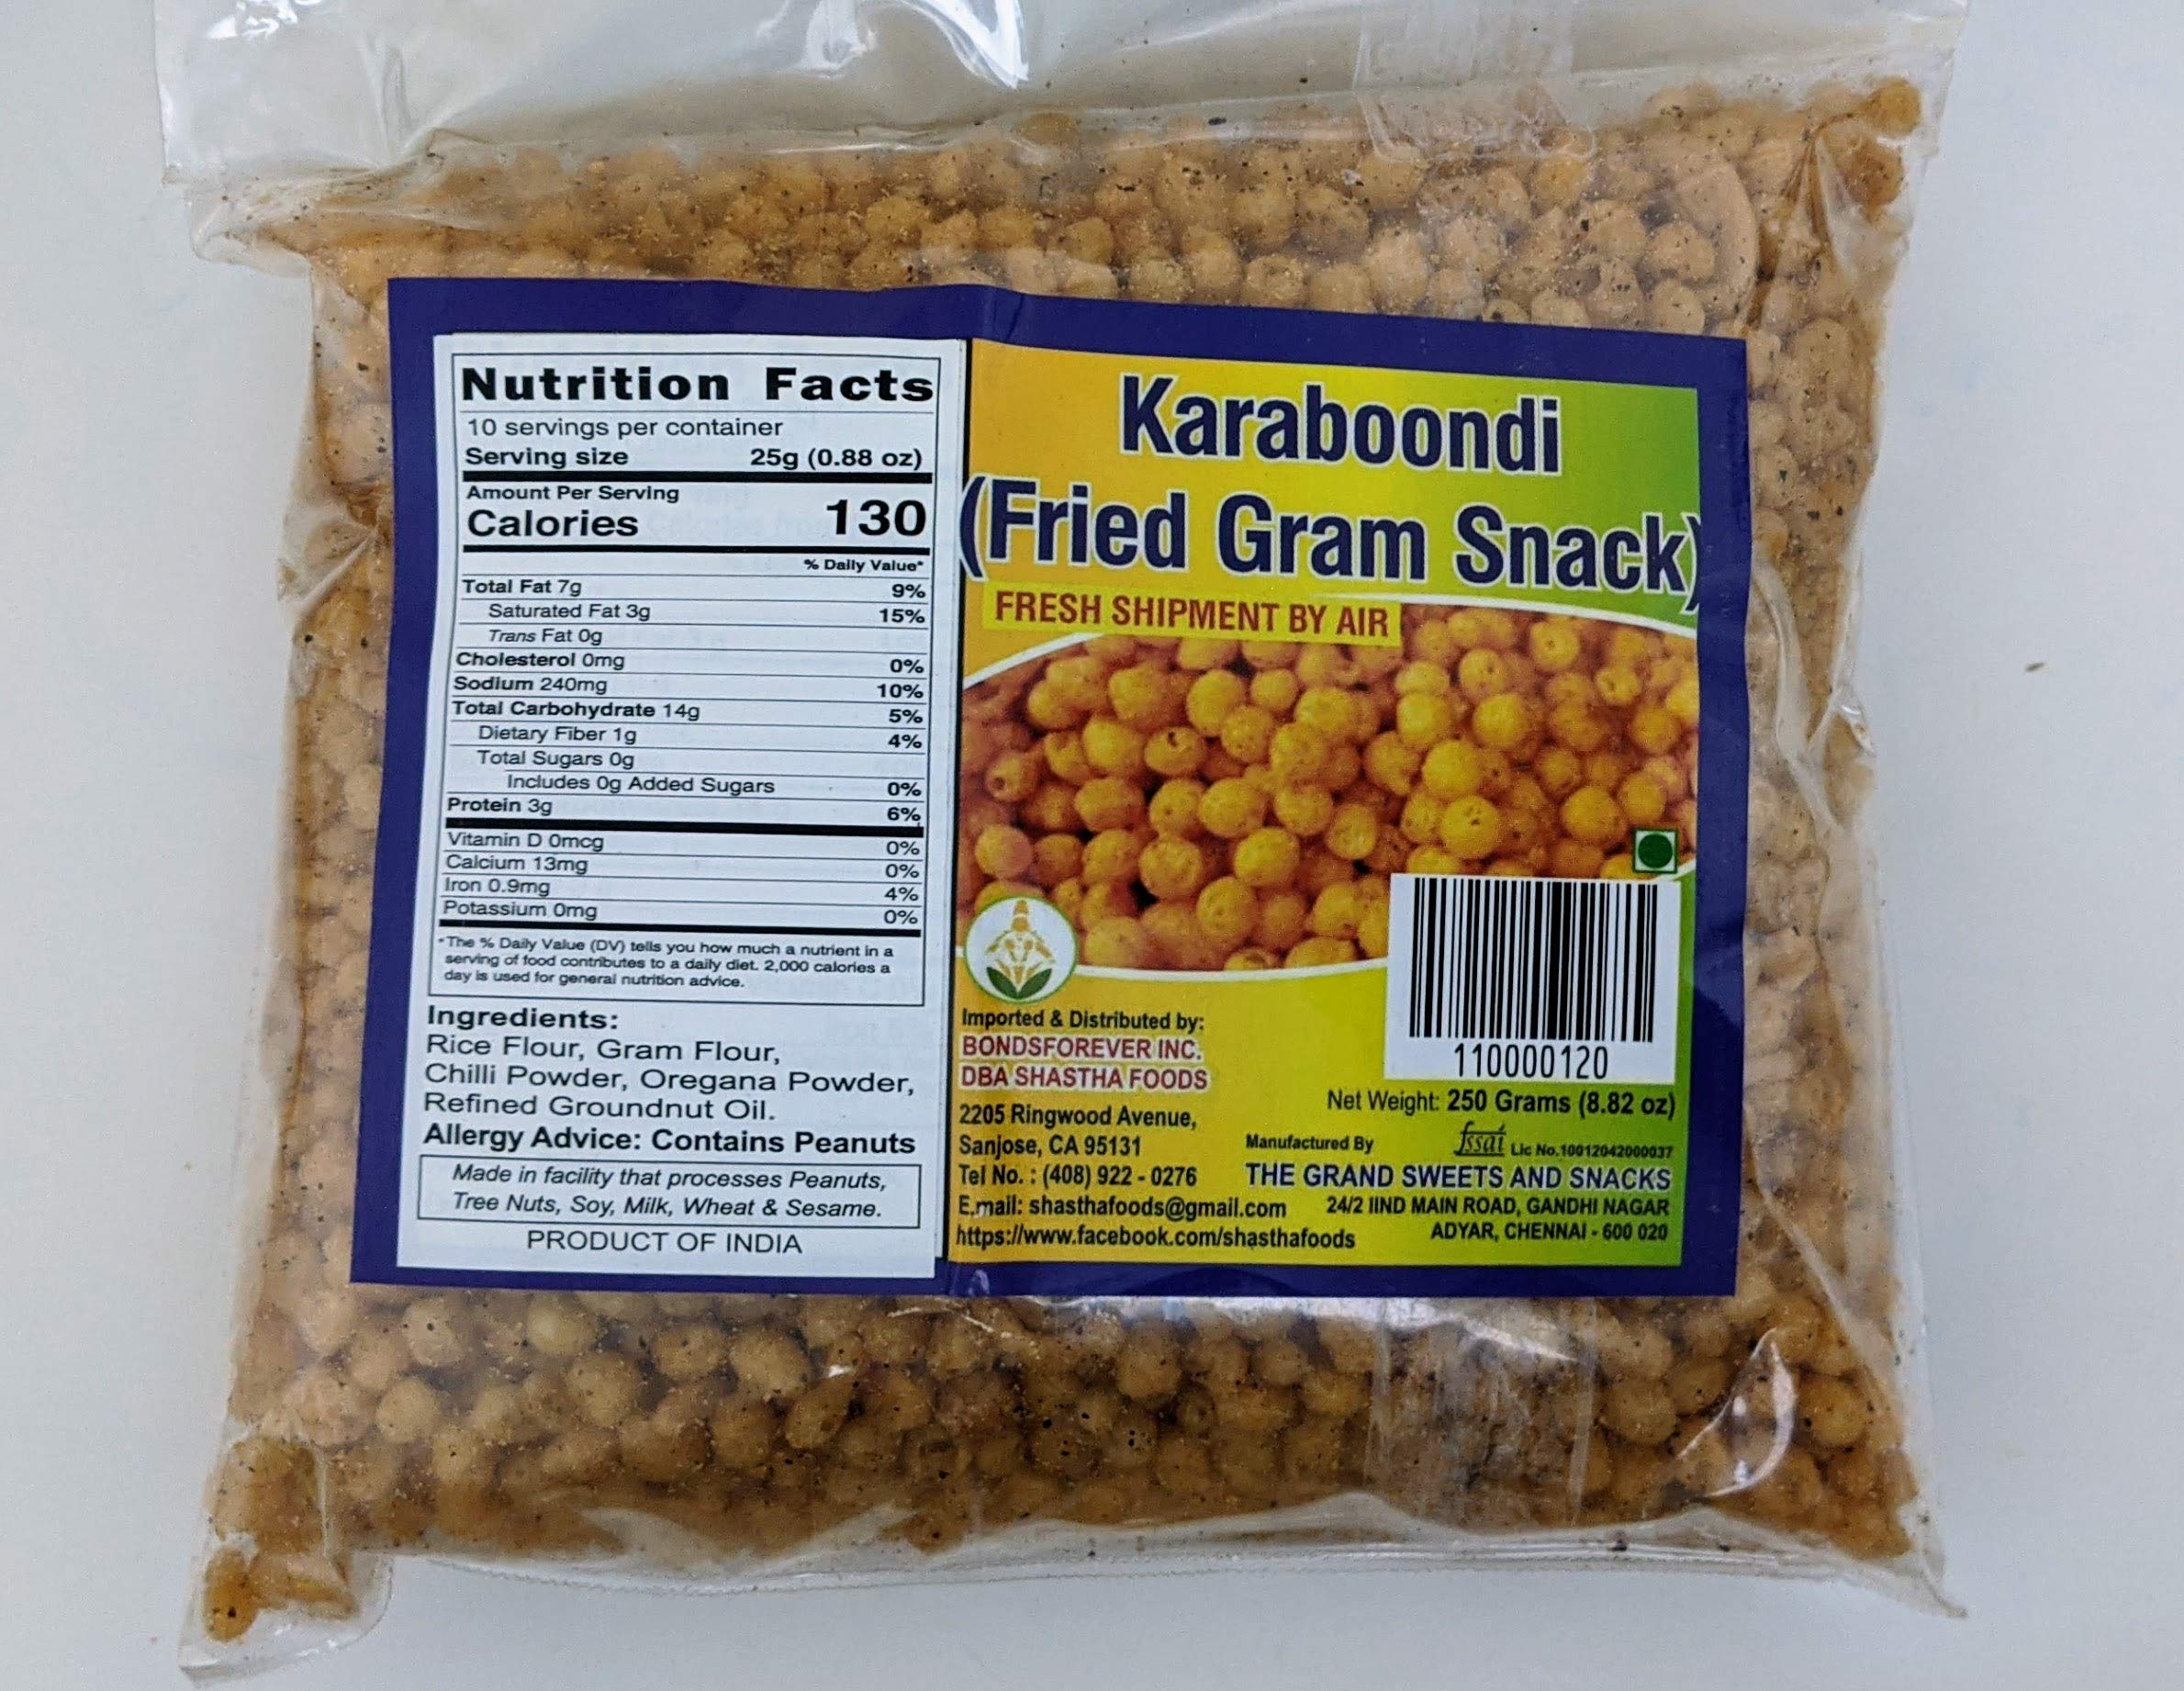 Nutrition Facts
10 servings per container
Serving size 25g (0.88 oz)
Amount Per Serving
Calories 130
% Daily Value*
Total Fat 7g 9%
Saturated Fat 3g 15%
Trans Fat 0g
Cholesterol 0mg 0%
Sodium 240mg 10%
Total Carbohydrate 14g 5%
Dietary Fiber 1g 4%
Total Sugars 0g
Includes 0g Added Sugars 0%
Protein 3g 6%
Vitamin D 0mcg 0%
Calcium 13mg 0%
Iron 0.9mg 4%
Potassium 0mg 0%
*The % Daily Value (DV) tells you how much a nutrient in a
serving of food contributes to a daily diet. 2,000 calories a
day is used for general nutrition advice.
Ingredients:
Rice Flour, Gram Flour,
Chilli Powder, Oregana Powder,
Refined Groundnut Oil.
Allergy Advice: Contains Peanuts
Made in facility that processes Peanuts,
Tree Nuts, Soy, Milk, Wheat & Sesame.
PRODUCT OF INDIA
Karaboondi
(Fried Gram Snack)
FRESH SHIPMENT BY AIR
Imported & Distributed by:
BONDSFOREVER INC.
DBA SHASTHA FOODS
2205 Ringwood Avenue,
Sanjose, CA 95131
Tel No. : (408) 922 - 0276
E.mail: shasthafoods@gmail.com
https://www.facebook.com/shasthafoods
110000120
Net Weight: 250 Grams (8.82 oz)
Manufactured By fssai Lic No.10012042000037
THE GRAND SWEETS AND SNACKS
24/2 IIND MAIN ROAD, GANDHI NAGAR
ADYAR, CHENNAI - 600 020